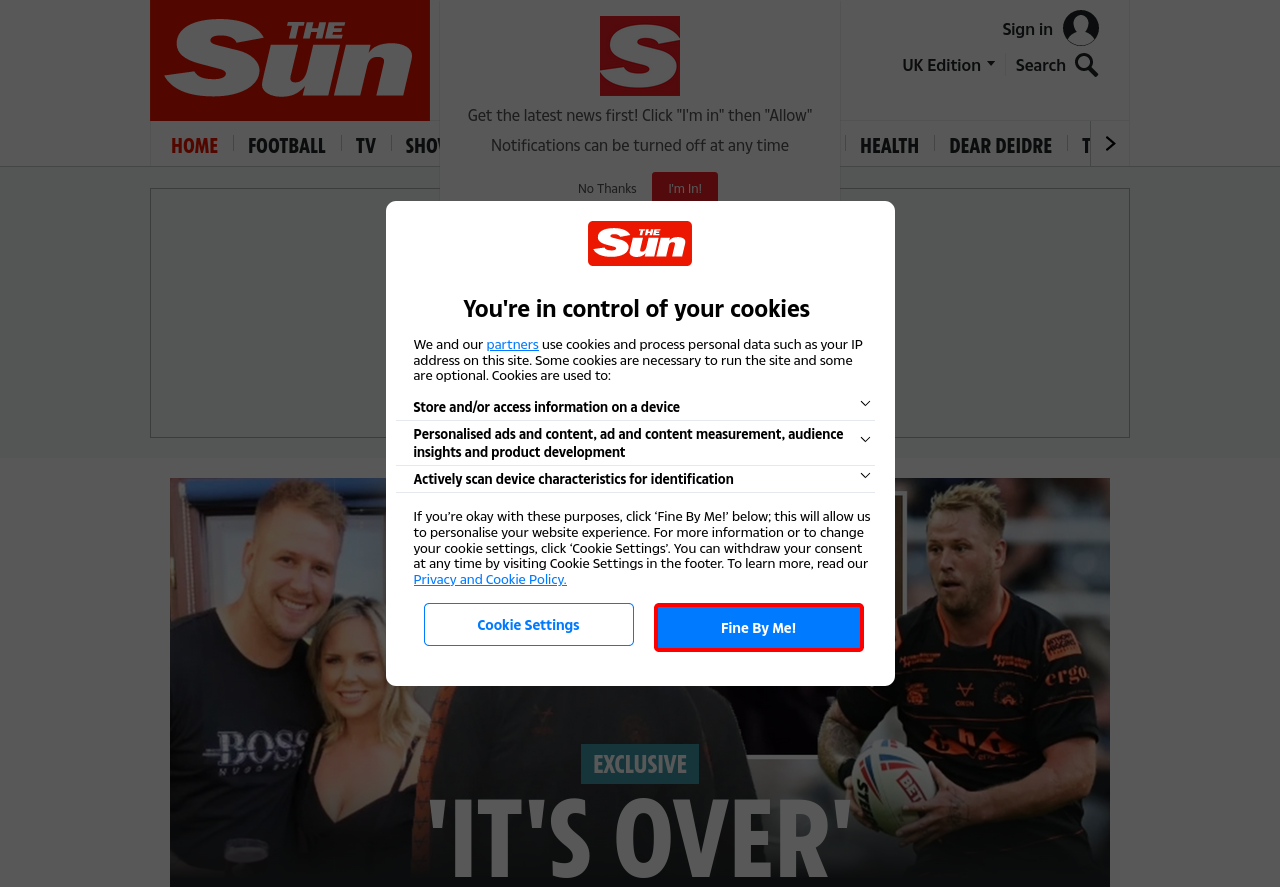 THE
Sun
S
Sign in
UK Edition
Search
Get the latest news first! Click "I'm in" then "Allow"
Notifications can be turned off at any time
No Thanks
I'm In!
HOME
FOOTBALL
TV
SHOW
HEALTH
DEAR DEIDRE
T
THE
Sun
You're in control of your cookies
We and our partners use cookies and process personal data such as your IP
address on this site. Some cookies are necessary to run the site and some
are optional. Cookies are used to:
Store and/or access information on a device
Personalised ads and content, ad and content measurement, audience
insights and product development
Actively scan device characteristics for identification
If you’re okay with these purposes, click ‘Fine By Me!’ below; this will allow us
to personalise your website experience. For more information or to change
your cookie settings, click ‘Cookie Settings’. You can withdraw your consent
at any time by visiting Cookie Settings in the footer. To learn more, read our
Privacy and Cookie Policy.
Cookie Settings
Fine By Me!
BOSS
HUGO BOSS
ergo
EXCLUSIVE
'IT'S OVER'